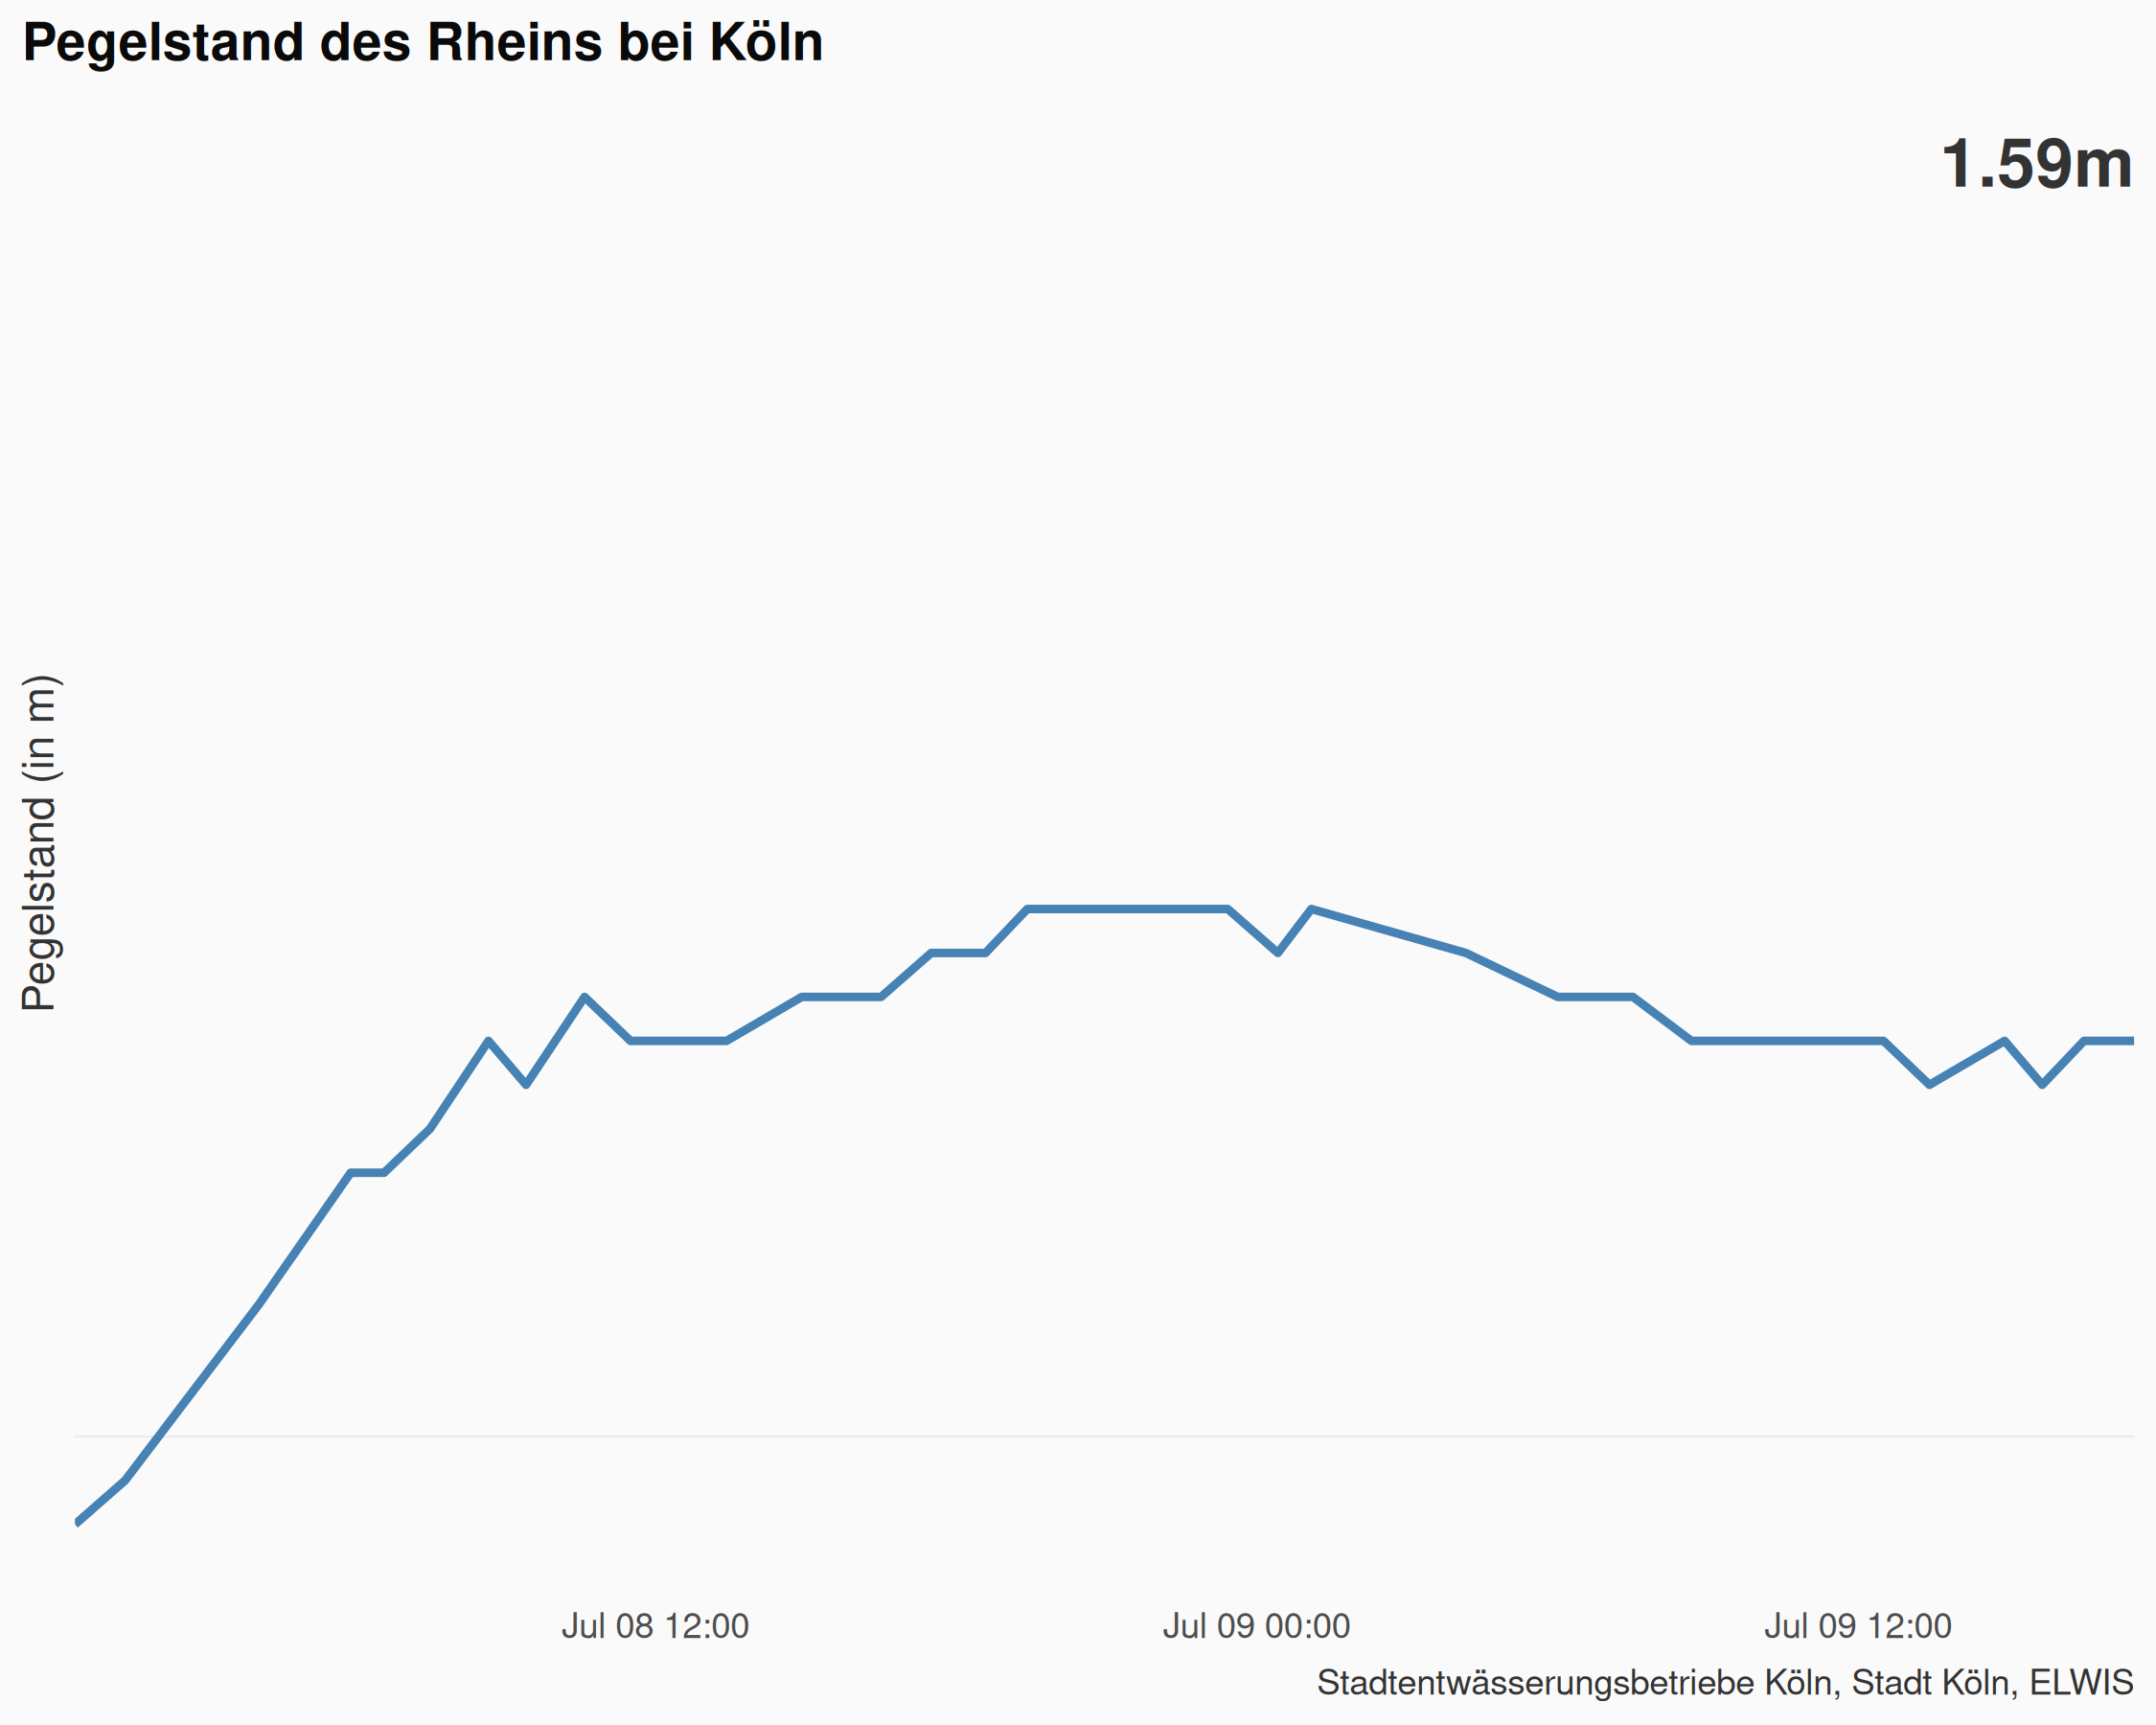 Pegelstand des Rheins bei Köln
1.59m
Pegelstand (in m)
Jul 08 12:00
Jul 09 00:00
Jul 09 12:00
Stadtentwässerungsbetriebe Köln, Stadt Köln, ELWIS